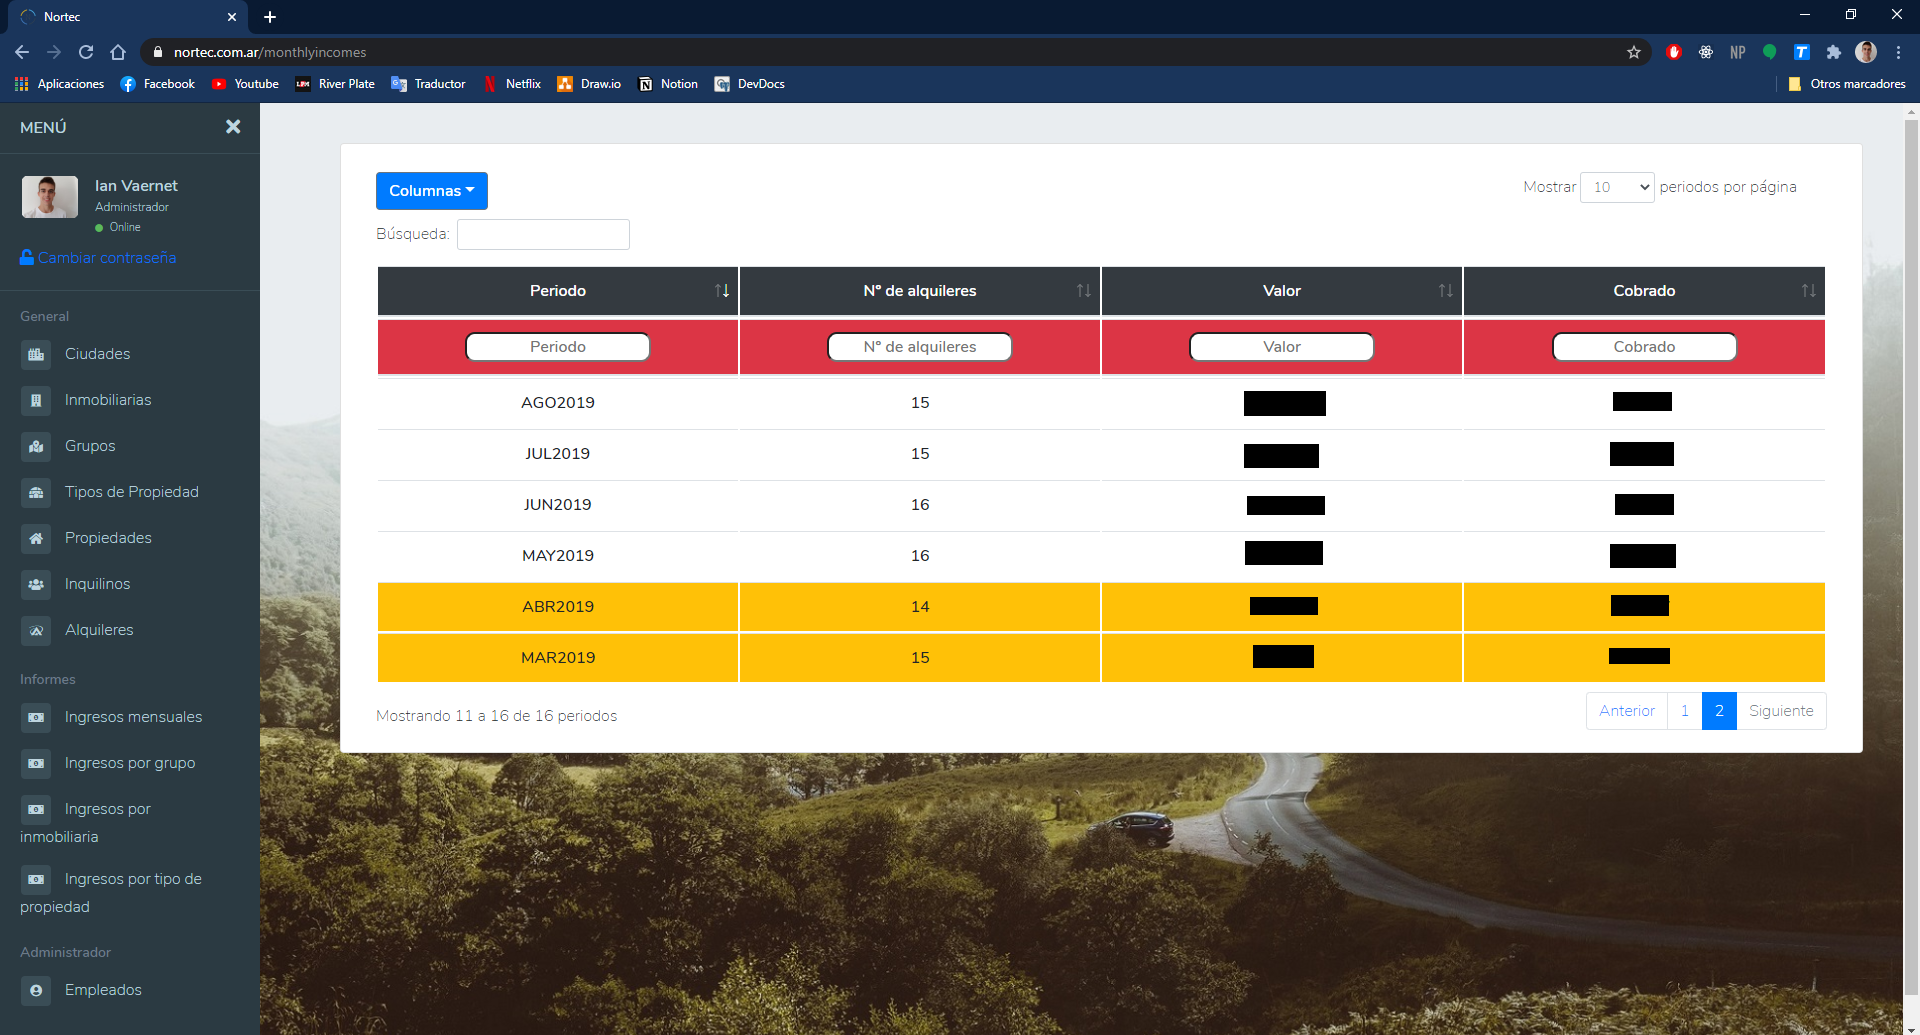 Nortec
nortec.com.ar/monthlyincomes
NP
Aplicaciones
Facebook
Youtube
River Plate
Traductor
Netflix
Draw.io
Notion
DevDocs
Otros marcadores
MENÚ
Ian Vaernet
Administrador
Online
Cambiar contraseña
General
Ciudades
Inmobiliarias
Grupos
Tipos de Propiedad
Propiedades
Inquilinos
Alquileres
Informes
Ingresos mensuales
Ingresos por grupo
Ingresos por
inmobiliaria
Ingresos por tipo de
propiedad
Administrador
Empleados
Columnas
Mostrar 10 periodos por página
Búsqueda:
Periodo Nº de alquileres Valor Cobrado
Periodo Nº de alquileres Valor Cobrado
AGO2019 15
JUL2019 15
JUN2019 16
MAY2019 16
ABR2019 14
MAR2019 15
Mostrando 11 a 16 de 16 periodos
Anterior 1 2 Siguiente